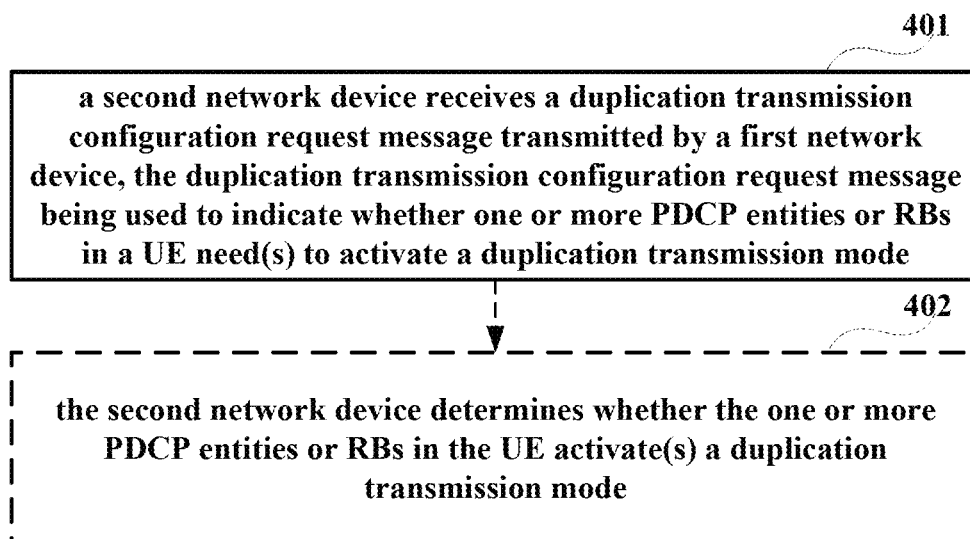 401
a second network device receives a duplication transmission
configuration request message transmitted by a first network
device, the duplication transmission configuration request message
being used to indicate whether one or more PDCP entities or RBs
in a UE need(s) to activate a duplication transmission mode
402
the second network device determines whether the one or more
PDCP entities or RBs in the UE activate(s) a duplication
transmission mode